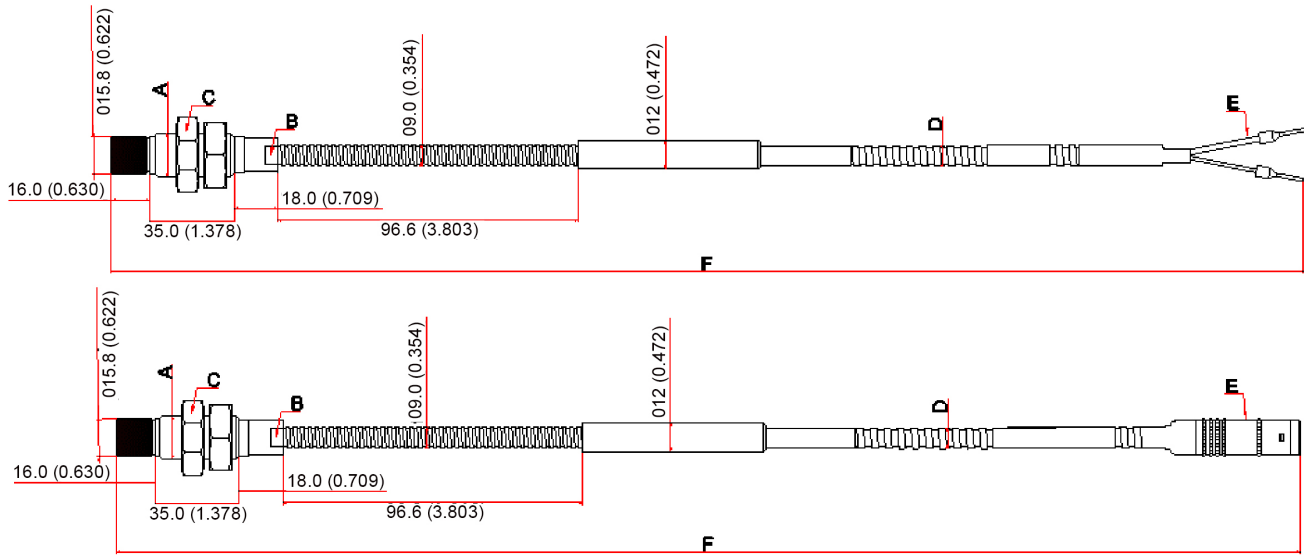 015.8 (0.622)
A
C
B
09.0 (0.354)
012 (0.472)
D
E
16.0 (0.630)
18.0 (0.709)
35.0 (1.378)
96.6 (3.803)
F
015.8 (0.622)
A
C
B
09.0 (0.354)
012 (0.472)
D
E
16.0 (0.630)
18.0 (0.709)
35.0 (1.378)
96.6 (3.803)
F